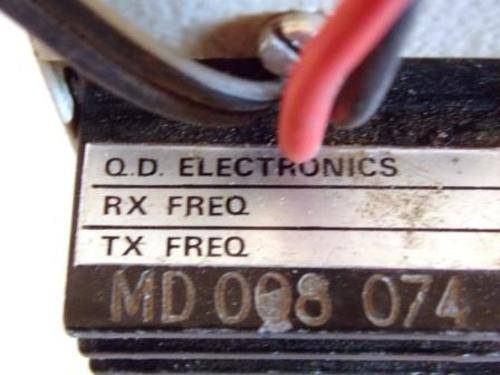 Q.D. ELECTRONICS
RX FREQ
TX FREQ
MD 008 074